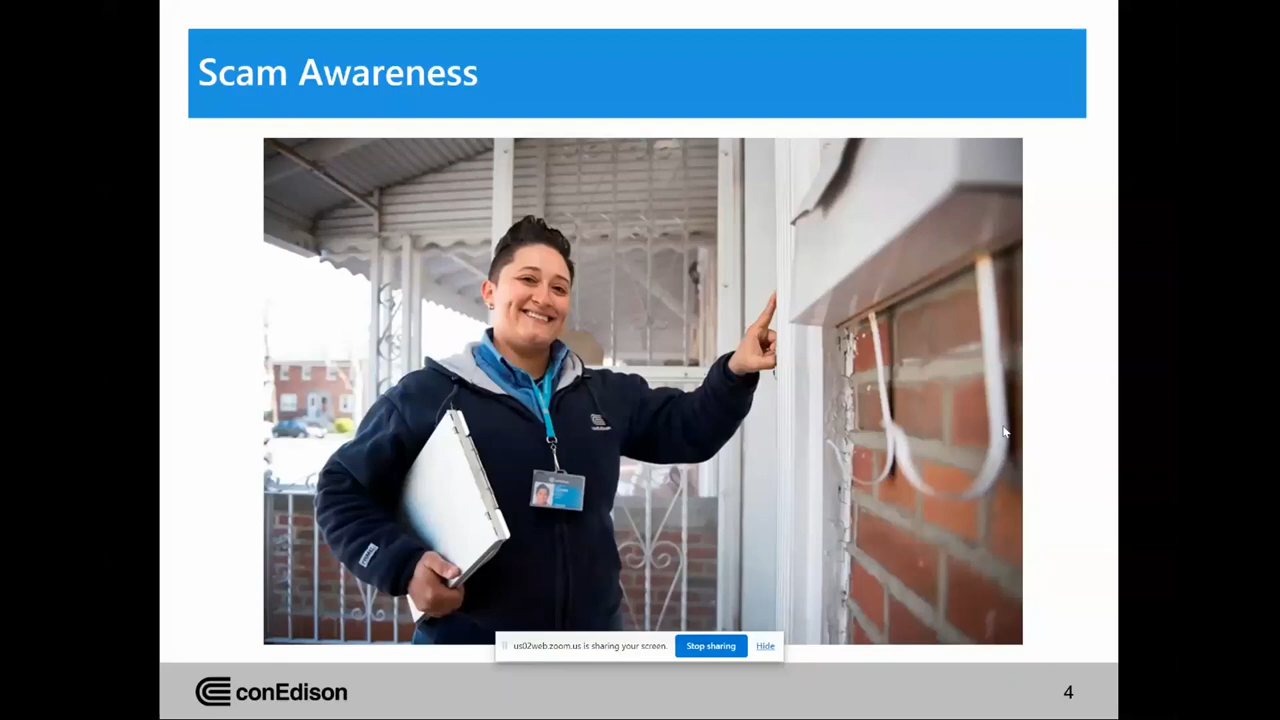 Scam Awareness
us02web.zoom.us is sharing your screen.
Stop sharing
Hide
conEdison
4